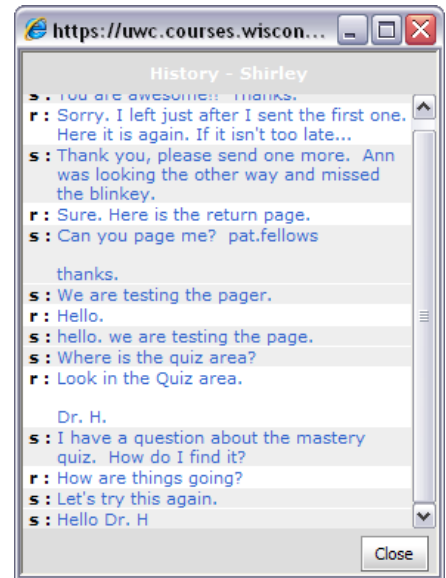 https://uwc.courses.wiscon...
History - Shirley
s : You are awesome!! Thanks.
r : Sorry. I left just after I sent the first one.
Here it is again. If it isn't too late...
s : Thank you, please send one more. Ann
was looking the other way and missed
the blinkey.
r : Sure. Here is the return page.
s : Can you page me? pat.fellows
thanks.
s : We are testing the pager.
r : Hello.
s : hello. we are testing the page.
s : Where is the quiz area?
r : Look in the Quiz area.
Dr. H.
s : I have a question about the mastery
quiz. How do I find it?
r : How are things going?
s : Let's try this again.
s : Hello Dr. H
Close